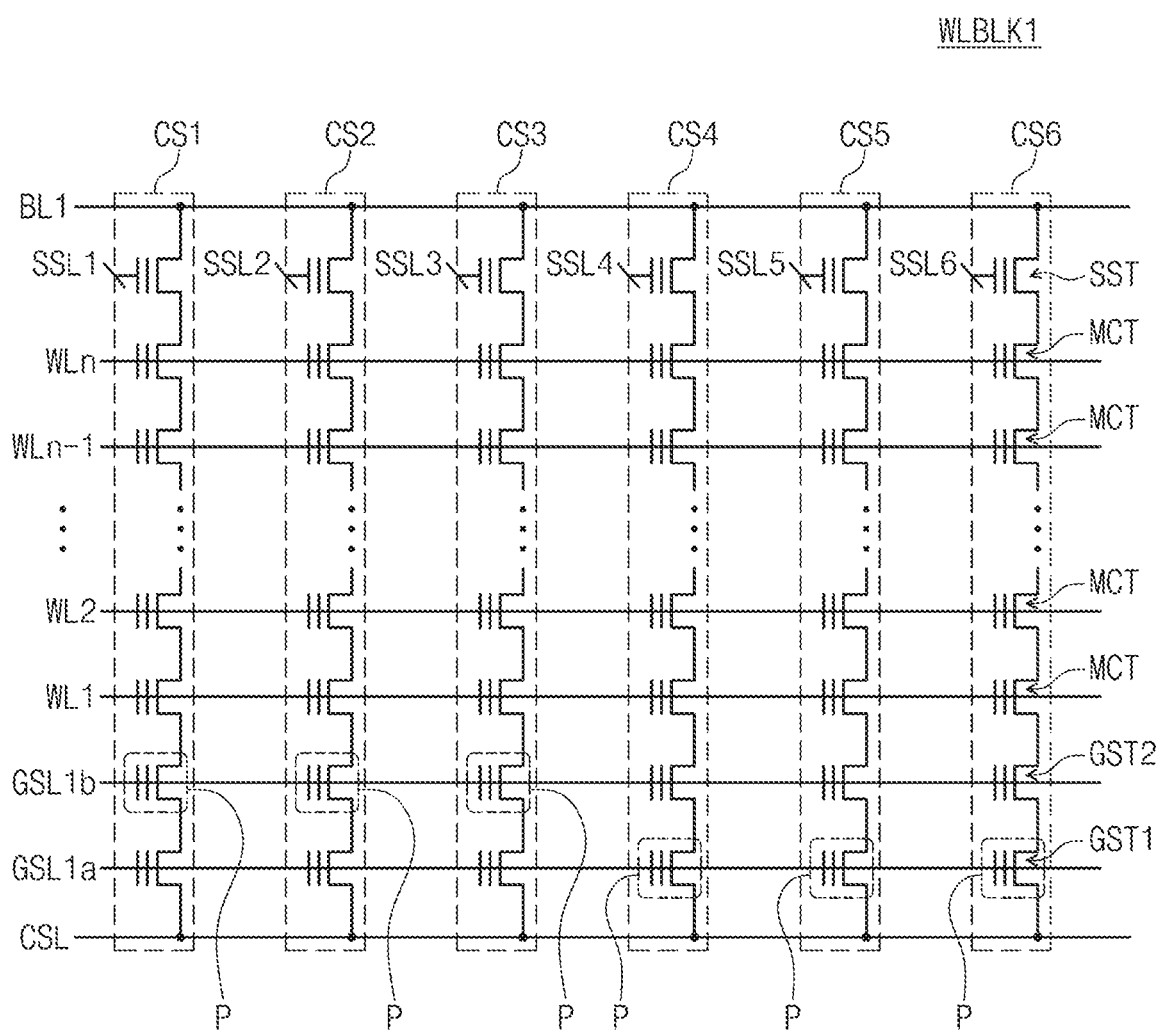 WLBLK1
CS1 CS2 CS3 CS4 CS5 CS6
BL1
SSL1 SSL2 SSL3 SSL4 SSL5 SSL6 SST
WLn MCT
WLn-1 MCT
WL2 MCT
WL1 MCT
GSL1b GST2
GSL1a GST1
CSL
P P P P P P